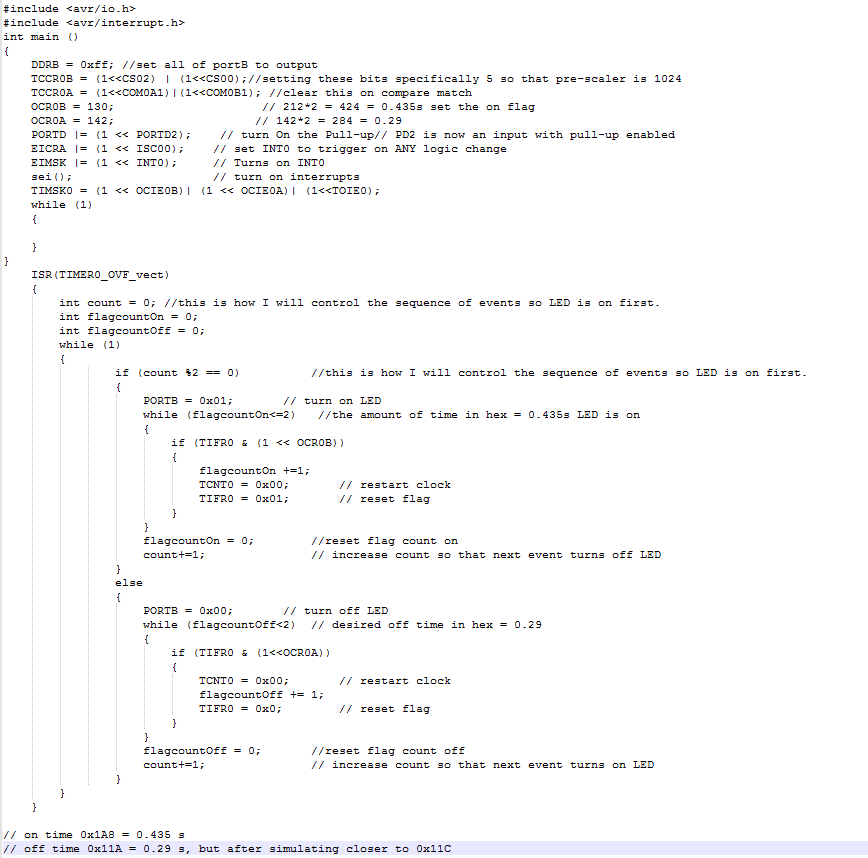 #include <avr/io.h>
#include <avr/interrupt.h>
int main ()
{
DDRB = 0xff; //set all of portB to output
TCCR0B = (1<<CS02) | (1<<CS00);//setting these bits specifically 5 so that pre-scaler is 1024
TCCR0A = (1<<COM0A1)|(1<<COM0B1); //clear this on compare match
OCR0B = 130; // 212*2 = 424 = 0.435s set the on flag
OCR0A = 142; // 142*2 = 284 = 0.29
PORTD |= (1 << PORTD2); // turn On the Pull-up// PD2 is now an input with pull-up enabled
EICRA |= (1 << ISC00); // set INT0 to trigger on ANY logic change
EIMSK |= (1 << INT0); // Turns on INT0
sei(); // turn on interrupts
TIMSK0 = (1 << OCIE0B)| (1 << OCIE0A)| (1<<TOIE0);
while (1)
{
}
}
ISR(TIMER0_OVF_vect)
{
int count = 0; //this is how I will control the sequence of events so LED is on first.
int flagcountOn = 0;
int flagcountOff = 0;
while (1)
{
if (count %2 == 0) //this is how I will control the sequence of events so LED is on first.
{
PORTB = 0x01; // turn on LED
while (flagcountOn<=2) //the amount of time in hex = 0.435s LED is on
{
if (TIFR0 & (1 << OCR0B))
{
flagcountOn +=1;
TCNT0 = 0x00; // restart clock
TIFR0 = 0x01; // reset flag
}
}
flagcountOn = 0; //reset flag count on
count+=1; // increase count so that next event turns off LED
}
else
{
PORTB = 0x00; // turn off LED
while (flagcountOff<2) // desired off time in hex = 0.29
{
if (TIFR0 & (1<<OCR0A))
{
TCNT0 = 0x00; // restart clock
flagcountOff += 1;
TIFR0 = 0x0; // reset flag
}
}
flagcountOff = 0; //reset flag count off
count+=1; // increase count so that next event turns on LED
}
}
}
// on time 0x1A8 = 0.435 s
// off time 0x11A = 0.29 s, but after simulating closer to 0x11C